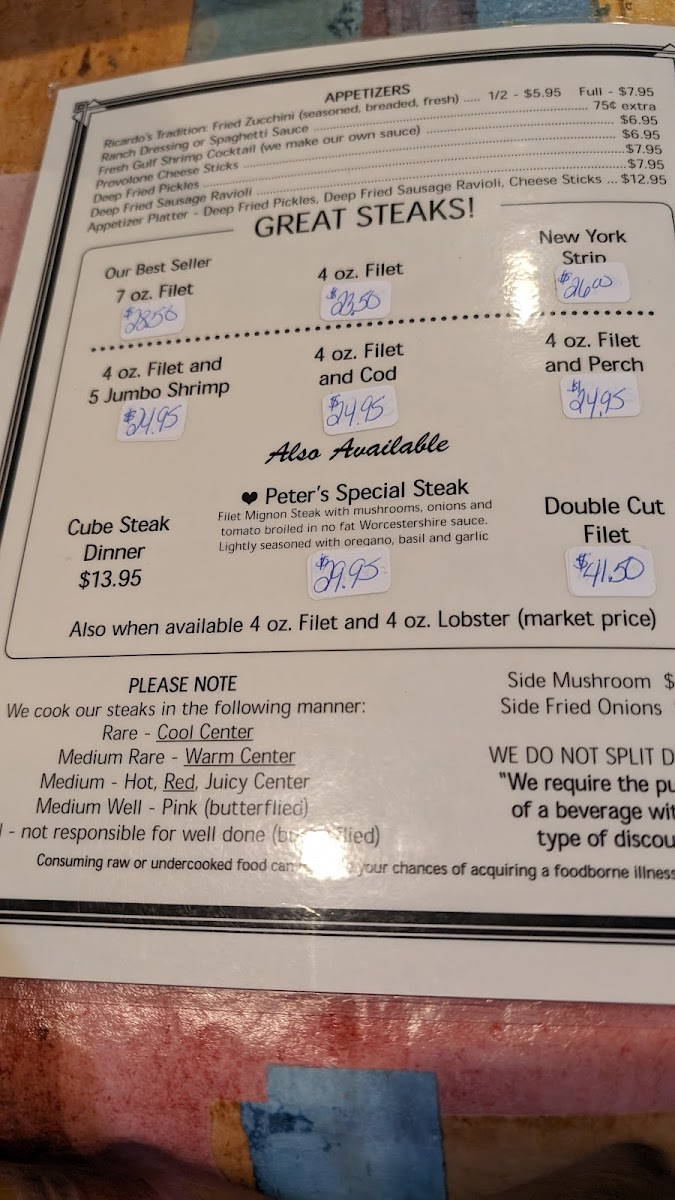 APPETIZERS
Ricardo's Tradition: Fried Zucchini (seasoned, breaded, fresh) ..... 1/2 - $5.95 Full - $7.95
Ranch Dressing or Spaghetti Sauce ..... 75¢ extra
Fresh Gulf Shrimp Cocktail (we make our own sauce) ..... $6.95
Provolone Cheese Sticks ..... $6.95
Deep Fried Pickles ..... $7.95
Deep Fried Sausage Ravioli ..... $7.95
Appetizer Platter - Deep Fried Pickles, Deep Fried Sausage Ravioli, Cheese Sticks ... $12.95
GREAT STEAKS!
Our Best Seller
7 oz. Filet
$28.50
4 oz. Filet
$23.50
New York
Strip
$26.00
4 oz. Filet and
5 Jumbo Shrimp
$24.95
4 oz. Filet
and Cod
$24.95
4 oz. Filet
and Perch
$24.95
Also Available
Cube Steak
Dinner
$13.95
♥ Peter's Special Steak
Filet Mignon Steak with mushrooms, onions and
tomato broiled in no fat Worcestershire sauce.
Lightly seasoned with oregano, basil and garlic
$29.95
Double Cut
Filet
$41.50
Also when available 4 oz. Filet and 4 oz. Lobster (market price)
PLEASE NOTE
We cook our steaks in the following manner:
Rare - Cool Center
Medium Rare - Warm Center
Medium - Hot, Red, Juicy Center
Medium Well - Pink (butterflied)
- not responsible for well done
Consuming raw or undercooked food your chances of acquiring a foodborne illness
Side Mushroom $
Side Fried Onions
WE DO NOT SPLIT D
"We require the pu
of a beverage wit
type of discou